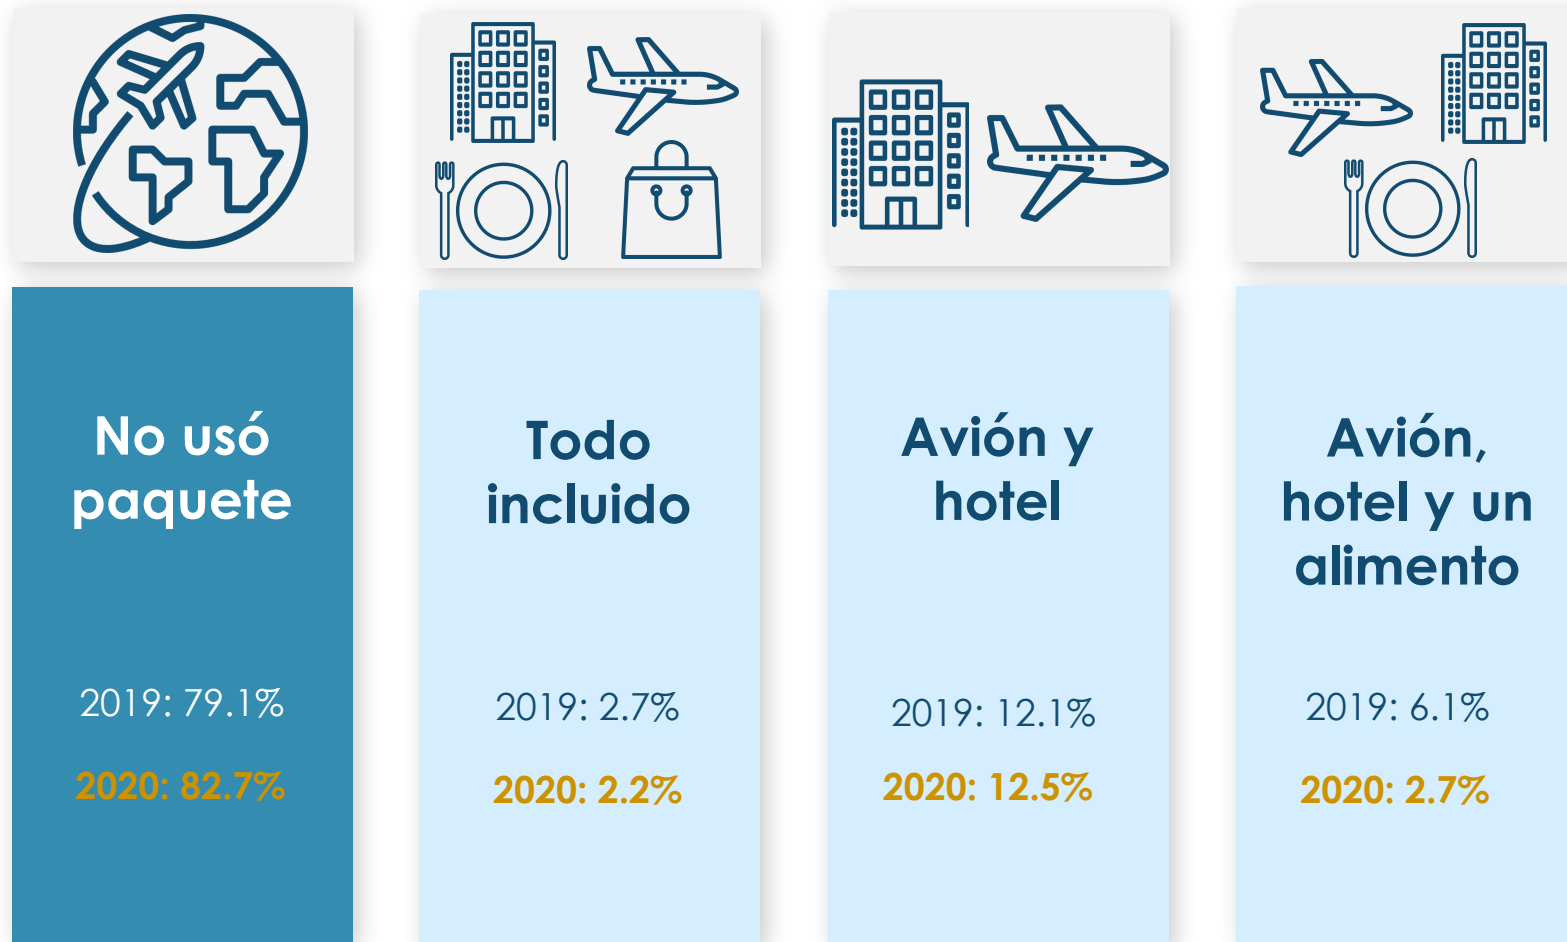 No usó
paquete
2019: 79.1%
2020: 82.7%
Todo
incluido
2019: 2.7%
2020: 2.2%
Avión y
hotel
2019: 12.1%
2020: 12.5%
Avión,
hotel y un
alimento
2019: 6.1%
2020: 2.7%